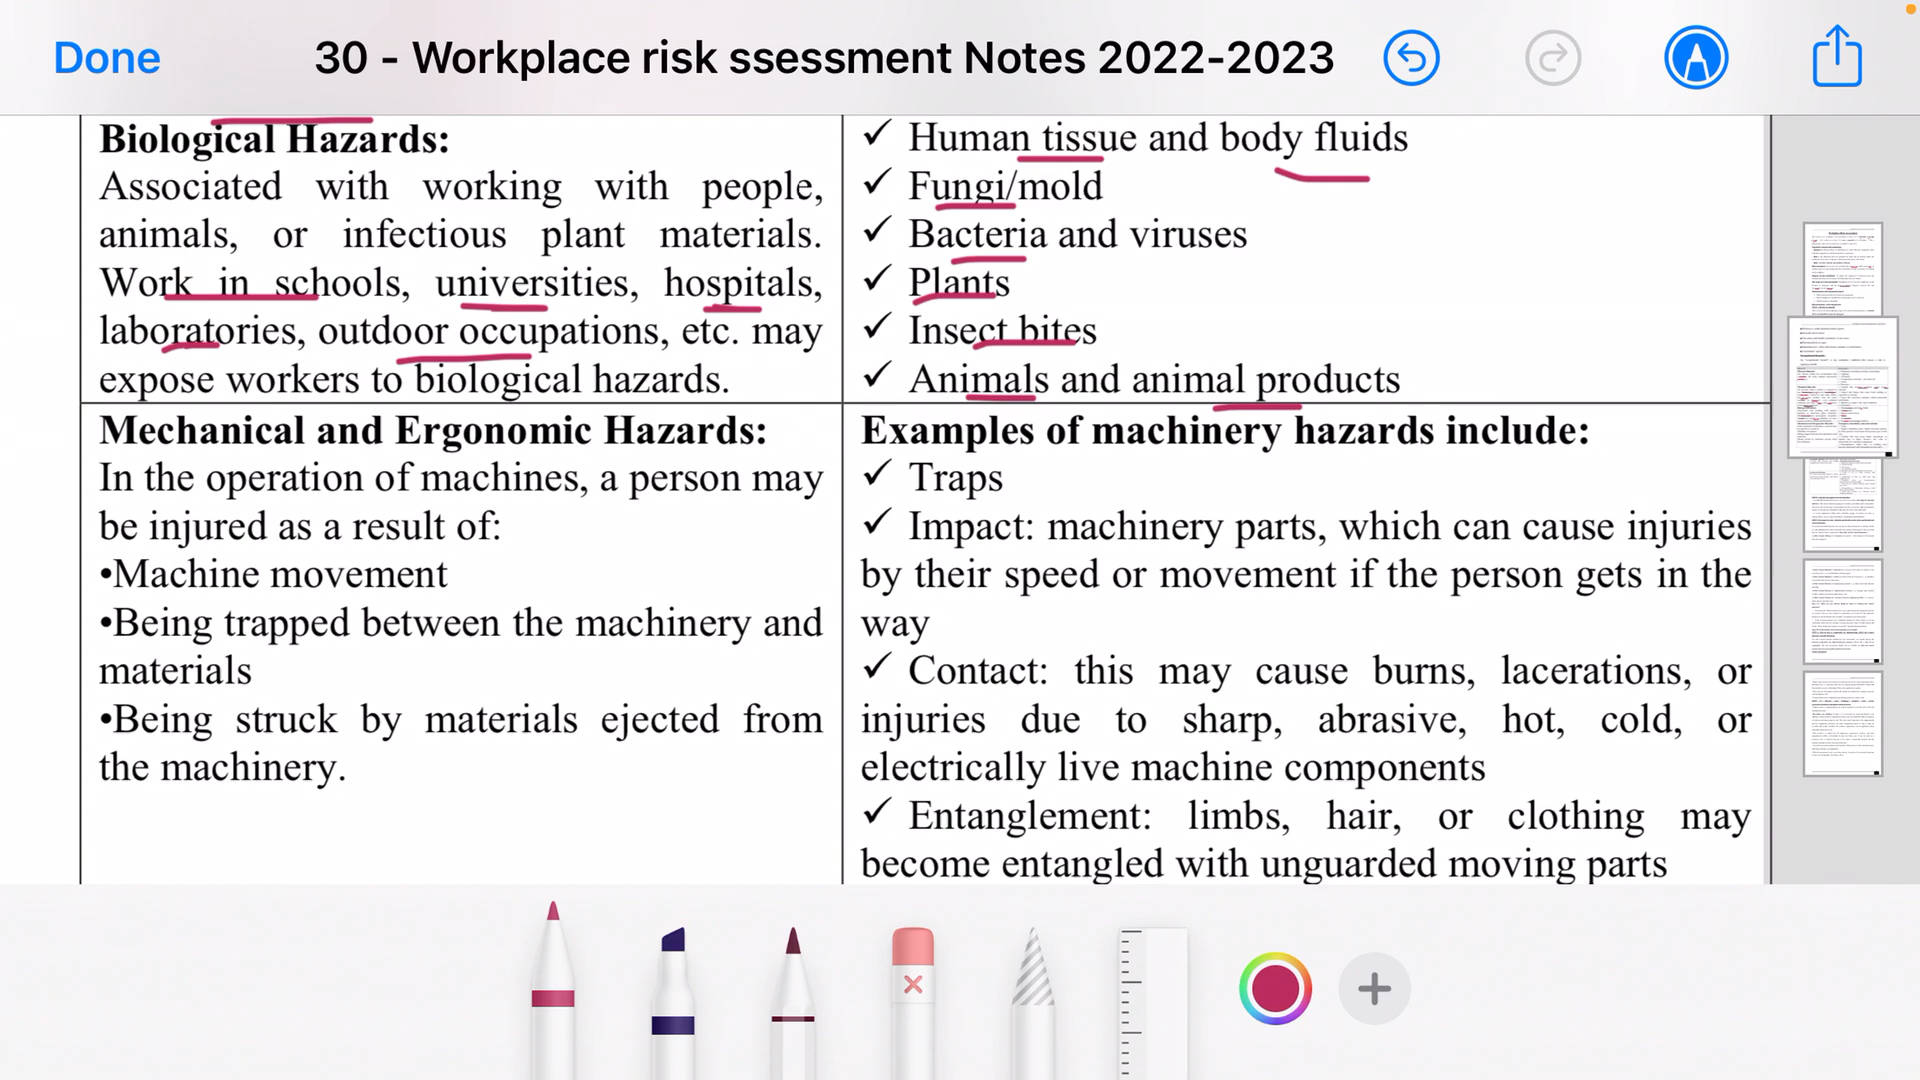 Done
30 - Workplace risk ssessment Notes 2022-2023
Biological Hazards:
Associated with working with people,
animals, or infectious plant materials.
Work in schools, universities, hospitals,
laboratories, outdoor occupations, etc. may
expose workers to biological hazards.
✓ Human tissue and body fluids
✓ Fungi/mold
✓ Bacteria and viruses
✓ Plants
✓ Insect bites
✓ Animals and animal products
Mechanical and Ergonomic Hazards:
In the operation of machines, a person may
be injured as a result of:
•Machine movement
•Being trapped between the machinery and
materials
•Being struck by materials ejected from
the machinery.
Examples of machinery hazards include:
✓ Traps
✓ Impact: machinery parts, which can cause injuries
by their speed or movement if the person gets in the
way
✓ Contact: this may cause burns, lacerations, or
injuries due to sharp, abrasive, hot, cold, or
electrically live machine components
✓ Entanglement: limbs, hair, or clothing may
become entangled with unguarded moving parts